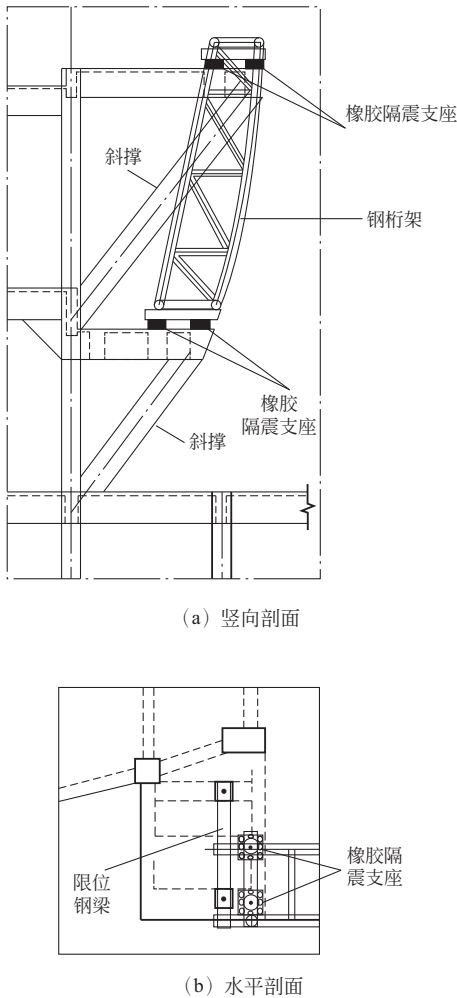 橡胶隔震支座
斜撑
钢桁架
橡胶
隔震支座
斜撑
（a）竖向剖面
限位
钢梁
橡胶隔
震支座
（b）水平剖面